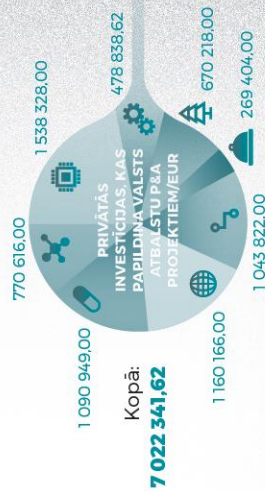 PRIVĀTĀS
INVESTĪCIJAS, KAS
PAPILDINA VALSTS
ATBALSTU P&A
PROJEKTIEM/EUR
770 616,00
1 538 328,00
478 838,62
670 218,00
269 404,00
1 043 822,00
1 160 166,00
1 090 949,00
Kopā:
7 022 341,62